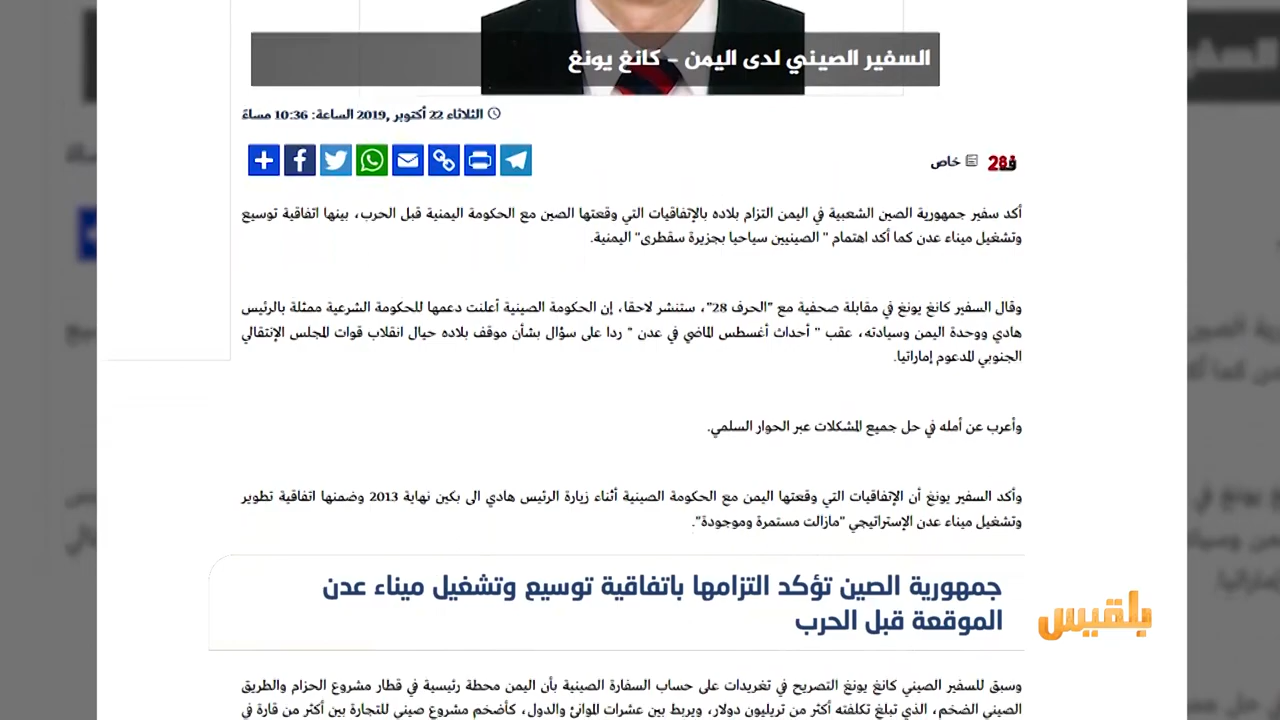 السفير الصيني لدى اليمن - كانغ يونغ
الثلاثاء 22 أكتوبر ,2019 الساعة: 10:36 مساءً
خاص
أكد سفير جمهورية الصين الشعبية في اليمن التزام بلاده بالإتفاقيات التي وقعتها الصين مع الحكومة اليمنية قبل الحرب، بينها اتفاقية توسيع
وتشغيل ميناء عدن كما أكد اهتمام " الصينيين سياحيا بجزيرة سقطرى" اليمنية.
وقال السفير كانغ يونغ في مقابلة صحفية مع "الحرف 28"، ستنشر لاحقا، إن الحكومة الصينية أعلنت دعمها للحكومة الشرعية ممثلة بالرئيس
هادي ووحدة اليمن وسيادته، عقب " أحداث أغسطس الماضي في عدن " ردا على سؤال بشأن موقف بلاده حيال انقلاب قوات المجلس الإنتقالي
الجنوبي المدعوم إماراتيا.
وأعرب عن أمله في حل جميع المشكلات عبر الحوار السلمي.
وأكد السفير يونغ أن الإتفاقيات التي وقعتها اليمن مع الحكومة الصينية أثناء زيارة الرئيس هادي الى بكين نهاية 2013 وضمنها اتفاقية تطوير
وتشغيل ميناء عدن الإستراتيجي "مازالت مستمرة وموجودة".
جمهورية الصين تؤكد التزامها باتفاقية توسيع وتشغيل ميناء عدن
الموقعة قبل الحرب
بلقيس
وسبق للسفير الصيني كانغ يونغ التصريح في تغريدات على حساب السفارة الصينية بأن اليمن محطة رئيسية في قطار مشروع الحزام والطريق
الصيني الضخم، الذي تبلغ تكلفته أكثر من تريليون دولار، ويربط بين عشرات الموانئ والدول، كأضخم مشروع صيني للتجارة بين أكثر من قارة في